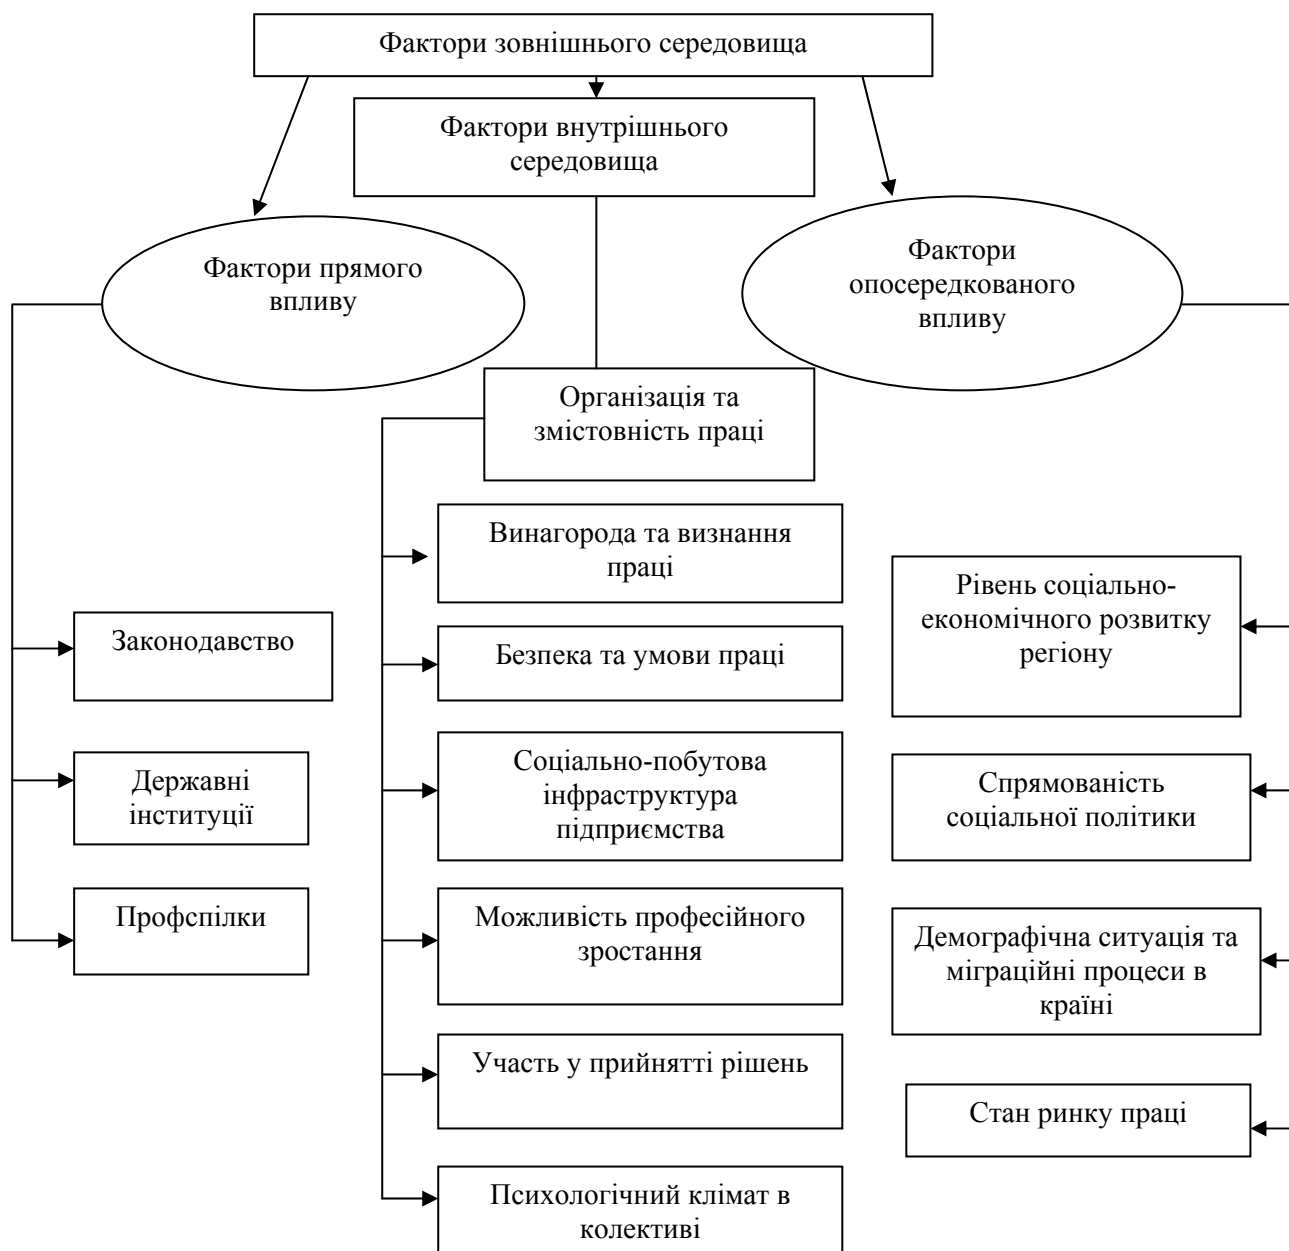 Фактори зовнішнього середовища
Фактори внутрішнього
середовища
Фактори прямого
впливу
Фактори
опосередкованого
впливу
Організація та
змістовність праці
Винагорода та визнання
праці
Безпека та умови праці
Соціально-побутова
інфраструктура
підприємства
Можливість професійного
зростання
Участь у прийнятті рішень
Психологічний клімат в
колективі
Законодавство
Державні
інституції
Профспілки
Рівень соціально-
економічного розвитку
регіону
Спрямованість
соціальної політики
Демографічна ситуація та
міграційні процеси в
країні
Стан ринку праці